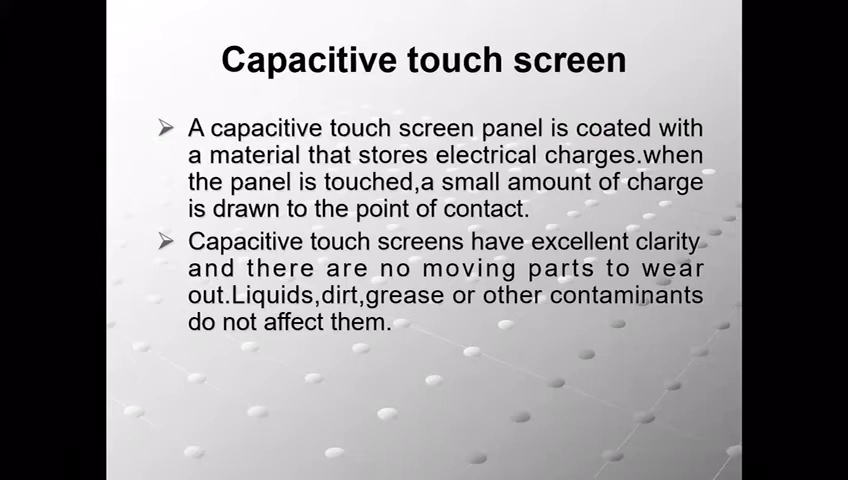 Capacitive touch screen
A capacitive touch screen panel is coated with
a material that stores electrical charges.when
the panel is touched,a small amount of charge
is drawn to the point of contact.
Capacitive touch screens have excellent clarity
and there are no moving parts to wear
out.Liquids,dirt,grease or other contaminants
do not affect them.